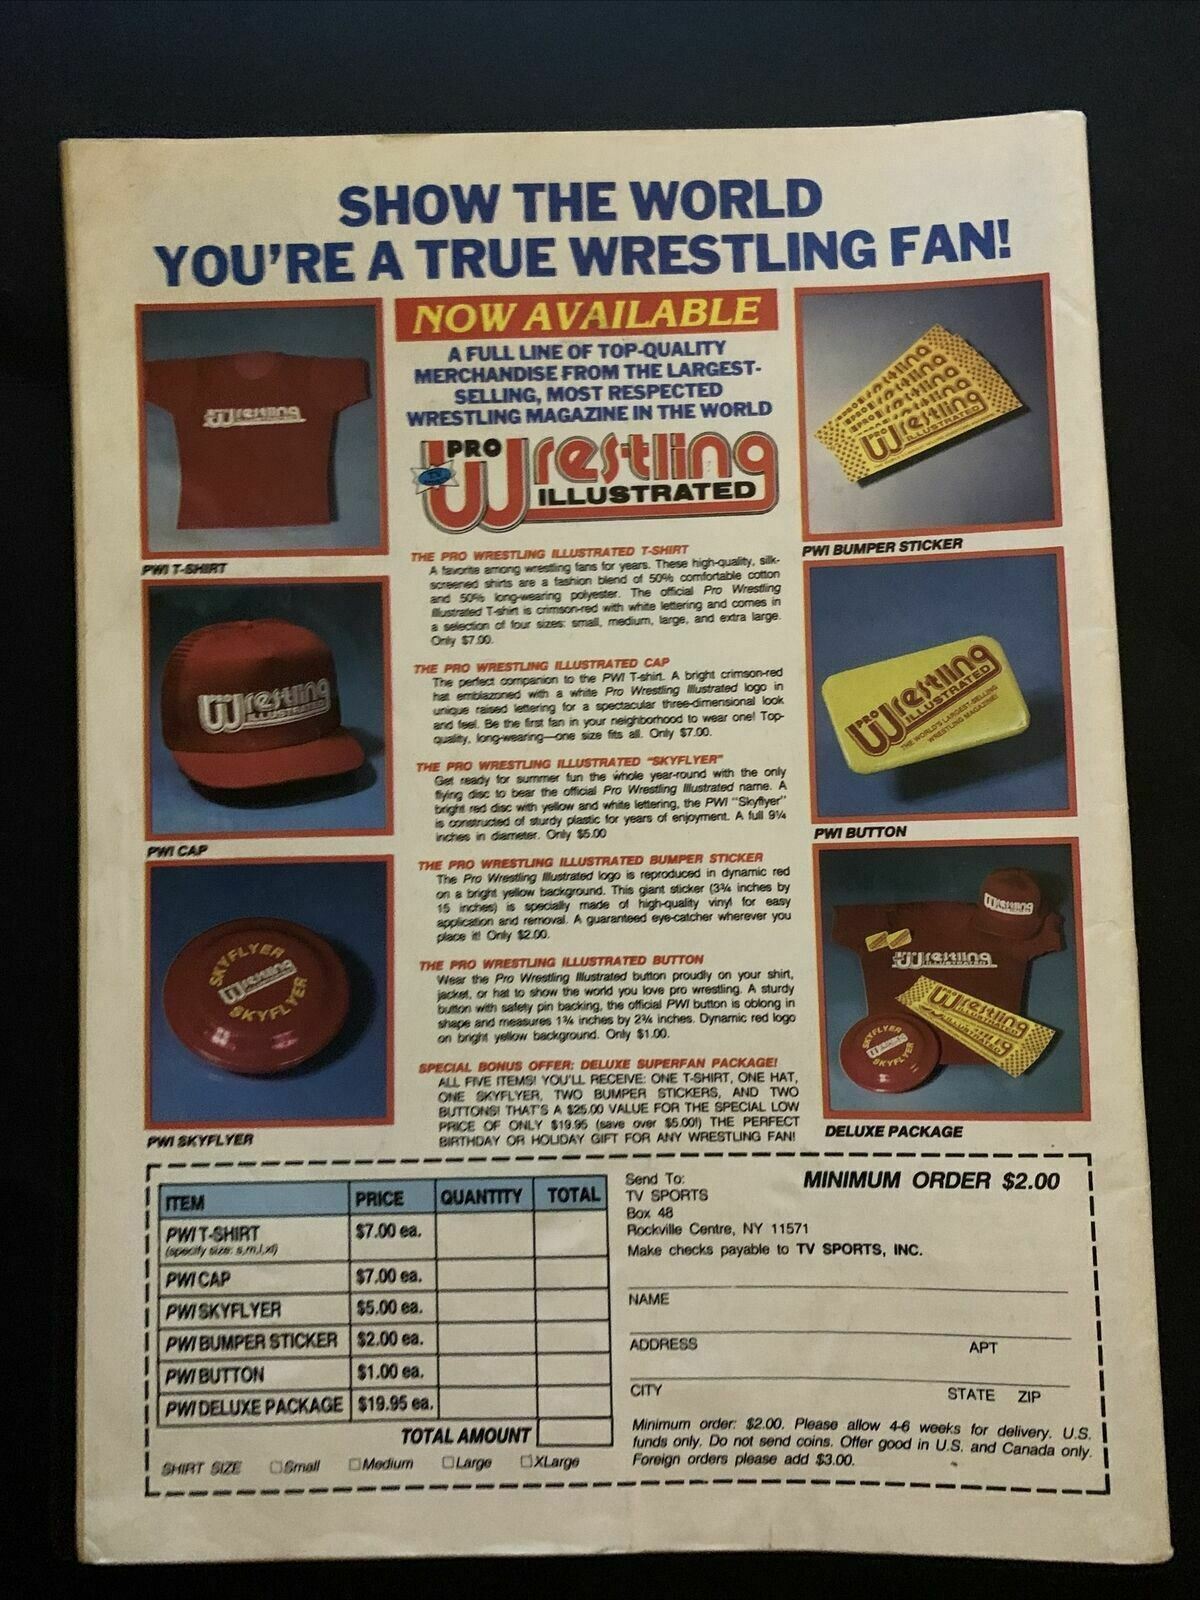 SHOW THE WORLD
YOU'RE A TRUE WRESTLING FAN!
NOW AVAILABLE
A FULL LINE OF TOP-QUALITY
MERCHANDISE FROM THE LARGEST-
SELLING, MOST RESPECTED
WRESTLING MAGAZINE IN THE WORLD
PRO
Wrestling
ILLUSTRATED
Wrestling
PWI T-SHIRT
Wrestling
ILLUSTRATED
PWI CAP
SKYFLYER
Wrestling
SKYFLYER
PWI SKYFLYER
THE PRO WRESTLING ILLUSTRATED T-SHIRT
A favorite among wrestling fans for years. These high-quality, silk-
screened shirts are a fashion blend of 50% comfortable cotton
and 50% long-wearing polyester. The official Pro Wrestling
Illustrated T-shirt is crimson-red with white lettering and comes in
a selection of four sizes: small, medium, large, and extra large.
Only $7.00.
THE PRO WRESTLING ILLUSTRATED CAP
The perfect companion to the PWI T-shirt. A bright crimson-red
hat emblazoned with a white Pro Wrestling Illustrated logo in
unique raised lettering for a spectacular three-dimensional look
and feel. Be the first fan in your neighborhood to wear one! Top-
quality, long-wearing—one size fits all. Only $7.00.
THE PRO WRESTLING ILLUSTRATED "SKYFLYER"
Get ready for summer fun the whole year-round with the only
flying disc to bear the official Pro Wrestling Illustrated name. A
bright red disc with yellow and white lettering, the PWI "Skyflyer"
is constructed of sturdy plastic for years of enjoyment. A full 9¼
inches in diameter. Only $5.00
THE PRO WRESTLING ILLUSTRATED BUMPER STICKER
The Pro Wrestling Illustrated logo is reproduced in dynamic red
on a bright yellow background. This giant sticker (3¾ inches by
15 inches) is specially made of high-quality vinyl for easy
application and removal. A guaranteed eye-catcher wherever you
place it! Only $2.00.
THE PRO WRESTLING ILLUSTRATED BUTTON
Wear the Pro Wrestling Illustrated button proudly on your shirt,
jacket, or hat to show the world you love pro wrestling. A sturdy
button with safety pin backing, the official PWI button is oblong in
shape and measures 1¾ inches by 2¾ inches. Dynamic red logo
on bright yellow background. Only $1.00.
SPECIAL BONUS OFFER: DELUXE SUPERFAN PACKAGE!
ALL FIVE ITEMS! YOU'LL RECEIVE: ONE T-SHIRT, ONE HAT,
ONE SKYFLYER, TWO BUMPER STICKERS, AND TWO
BUTTONS! THAT'S A $25.00 VALUE FOR THE SPECIAL LOW
PRICE OF ONLY $19.95 (save over $5.00!) THE PERFECT
BIRTHDAY OR HOLIDAY GIFT FOR ANY WRESTLING FAN!
Wrestling
ILLUSTRATED
PWI BUMPER STICKER
PRO
Wrestling
ILLUSTRATED
THE WORLD'S LARGEST-SELLING
WRESTLING MAGAZINE
PWI BUTTON
Wrestling
Wrestling
Wrestling
SKYFLYER
Wrestling
SKYFLYER
DELUXE PACKAGE
ITEM PRICE QUANTITY TOTAL
PWI T-SHIRT $7.00 ea.
(specify size: s,m,l,xl)
PWI CAP $7.00 ea.
PWI SKYFLYER $5.00 ea.
PWI BUMPER STICKER $2.00 ea.
PWI BUTTON $1.00 ea.
PWI DELUXE PACKAGE $19.95 ea.
TOTAL AMOUNT
SHIRT SIZE Small Medium Large XLarge
Send To:
TV SPORTS
Box 48
Rockville Centre, NY 11571
Make checks payable to TV SPORTS, INC.
MINIMUM ORDER $2.00
NAME
ADDRESS APT
CITY STATE ZIP
Minimum order: $2.00. Please allow 4-6 weeks for delivery. U.S.
funds only. Do not send coins. Offer good in U.S. and Canada only.
Foreign orders please add $3.00.